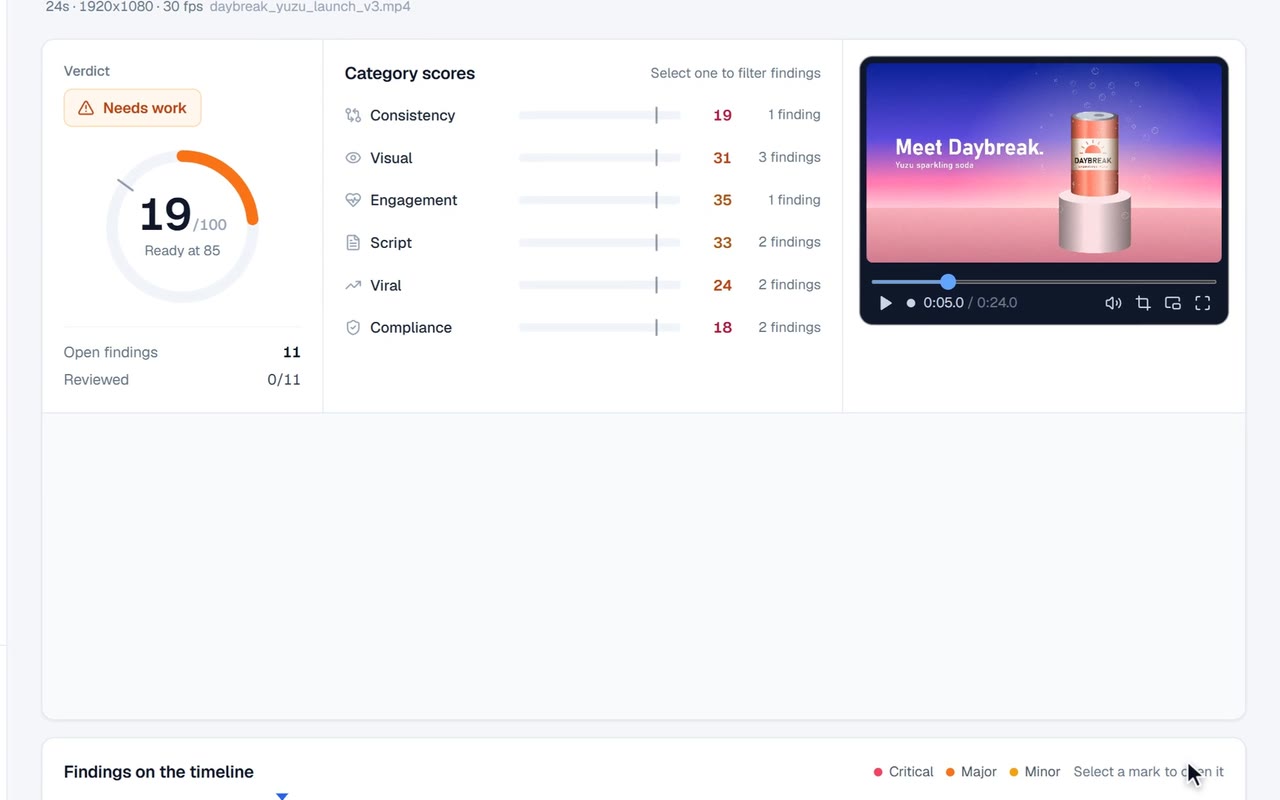 24s · 1920x1080 · 30 fps daybreak_yuzu_launch_v3.mp4
Verdict
Needs work
19/100
Ready at 85
Open findings 11
Reviewed 0/11
Category scores Select one to filter findings
Consistency 19 1 finding
Visual 31 3 findings
Engagement 35 1 finding
Script 33 2 findings
Viral 24 2 findings
Compliance 18 2 findings
Meet Daybreak.
Yuzu sparkling soda
DAYBREAK
0:05.0 / 0:24.0
Findings on the timeline
Critical Major Minor Select a mark to open it